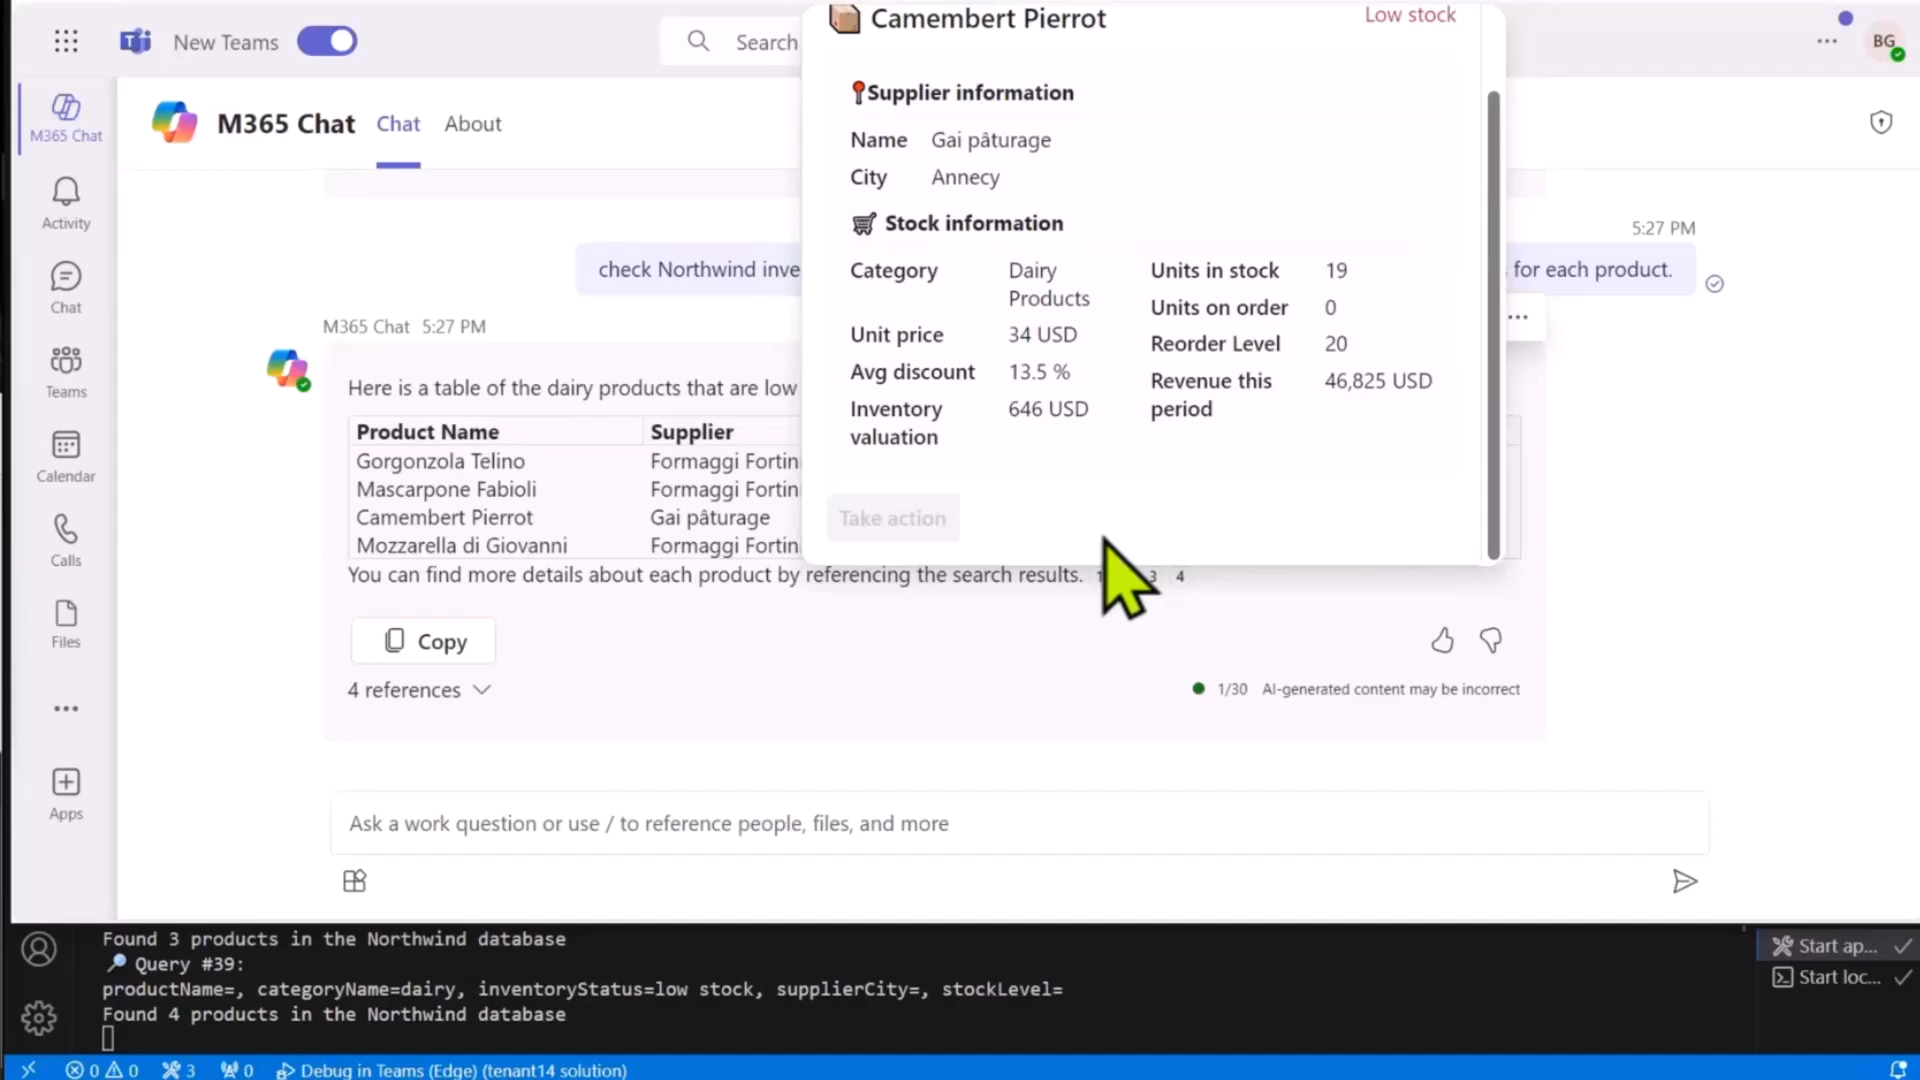 New Teams
Search
BG
Camembert Pierrot
Low stock
M365 Chat
M365 Chat
Chat
About
Supplier information
Name Gai pâturage
City Annecy
Activity
Stock information
5:27 PM
check Northwind inve
for each product.
Category Dairy Products
Units in stock 19
Units on order 0
Unit price 34 USD
Reorder Level 20
Avg discount 13.5 %
Revenue this period 46,825 USD
Inventory valuation 646 USD
Take action
Chat
M365 Chat 5:27 PM
Teams
Here is a table of the dairy products that are low
Product Name Supplier
Gorgonzola Telino Formaggi Fortin
Mascarpone Fabioli Formaggi Fortin
Camembert Pierrot Gai pâturage
Mozzarella di Giovanni Formaggi Fortin
You can find more details about each product by referencing the search results. 1 3 4
Calendar
Calls
Files
Copy
4 references
1/30 AI-generated content may be incorrect
Apps
Ask a work question or use / to reference people, files, and more
Found 3 products in the Northwind database
Query #39:
productName=, categoryName=dairy, inventoryStatus=low stock, supplierCity=, stockLevel=
Found 4 products in the Northwind database
Start ap...
Start loc...
0 0 3 0 Debug in Teams (Edge) (tenant14 solution)